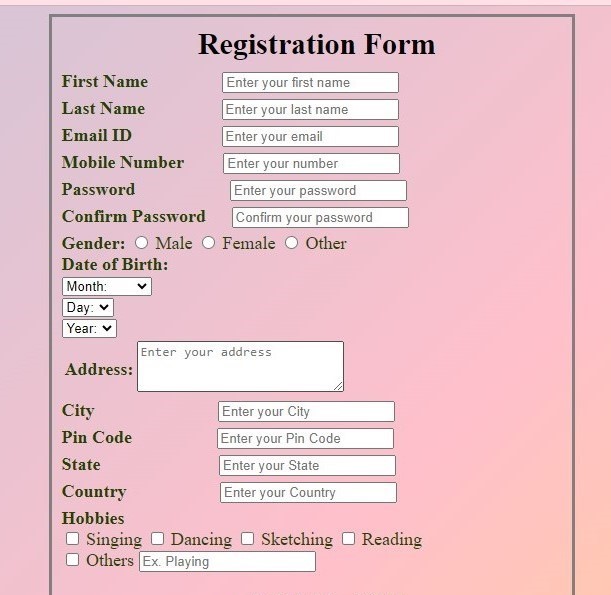 Registration Form
First Name Enter your first name
Last Name Enter your last name
Email ID Enter your email
Mobile Number Enter your number
Password Enter your password
Confirm Password Confirm your password
Gender: Male Female Other
Date of Birth:
Month:
Day:
Year:
Address: Enter your address
City Enter your City
Pin Code Enter your Pin Code
State Enter your State
Country Enter your Country
Hobbies
Singing Dancing Sketching Reading
Others Ex. Playing